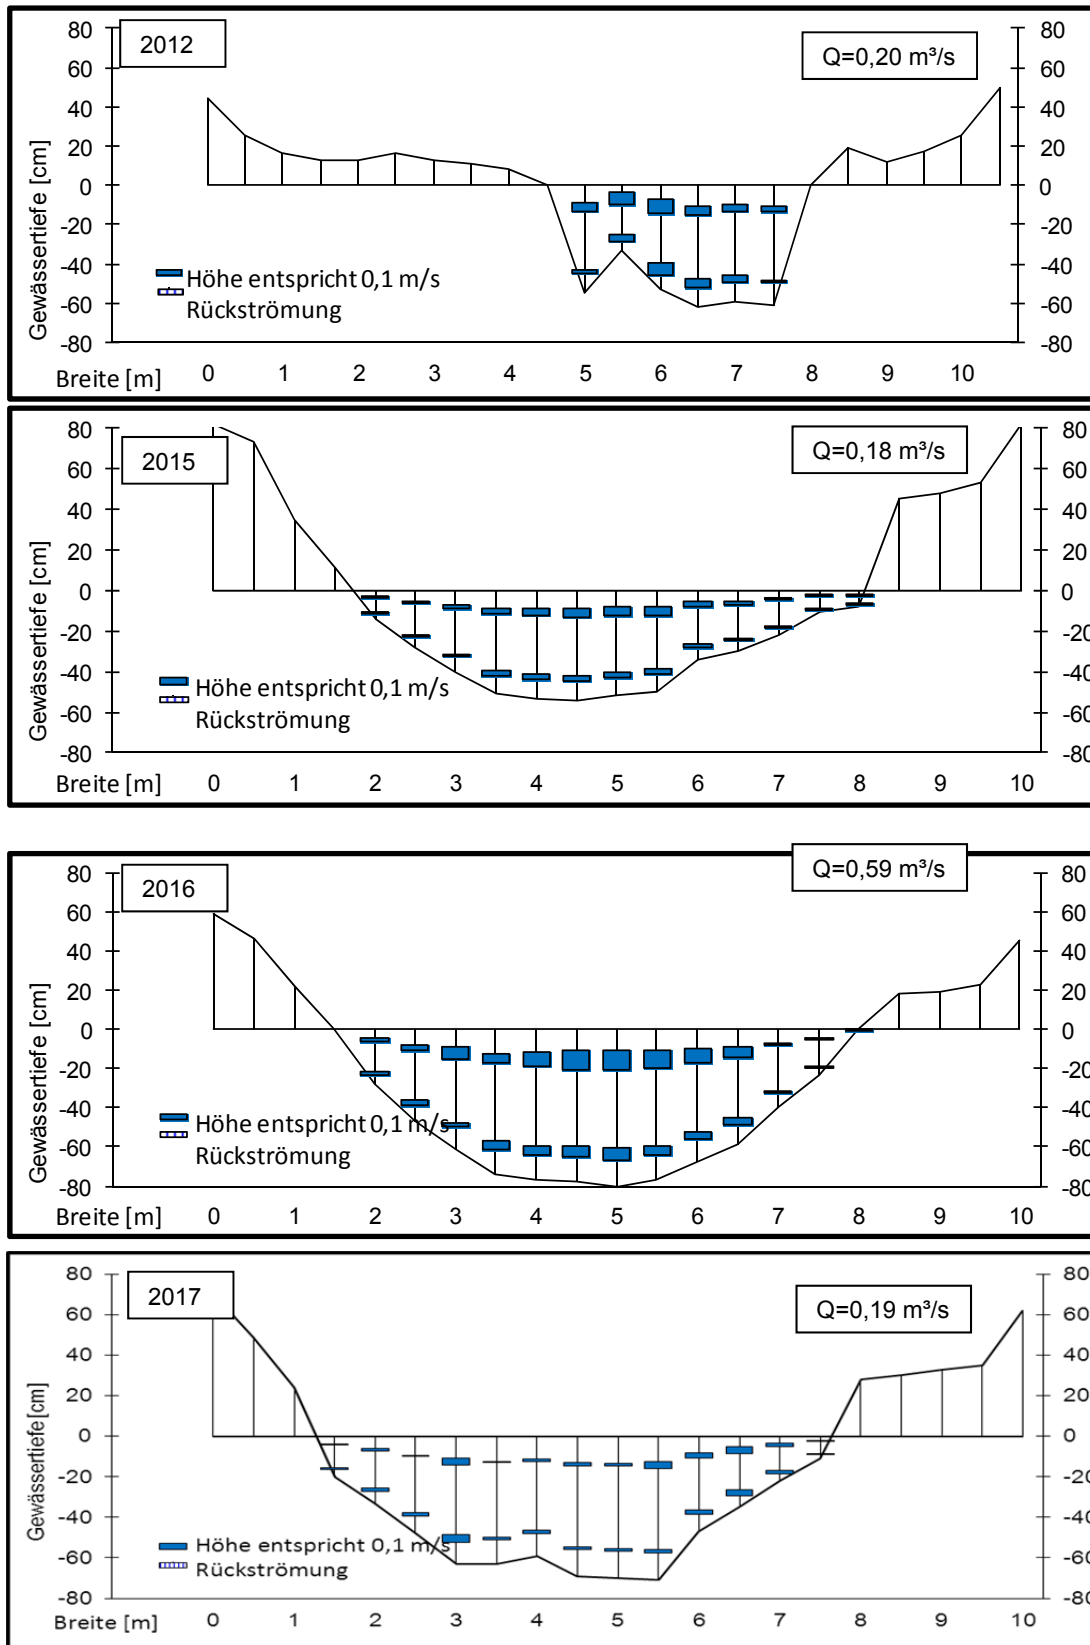 2012
Q=0,20 m³/s
80 80
60 60
40 40
20 20
0 0
-20 -20
-40 -40
-60 -60
-80 -80
Gewässertiefe [cm]
Höhe entspricht 0,1 m/s
Rückströmung
Breite [m] 0 1 2 3 4 5 6 7 8 9 10
2015
Q=0,18 m³/s
80 80
60 60
40 40
20 20
0 0
-20 -20
-40 -40
-60 -60
-80 -80
Gewässertiefe [cm]
Höhe entspricht 0,1 m/s
Rückströmung
Breite [m] 0 1 2 3 4 5 6 7 8 9 10
2016
Q=0,59 m³/s
80 80
60 60
40 40
20 20
0 0
-20 -20
-40 -40
-60 -60
-80 -80
Gewässertiefe [cm]
Höhe entspricht 0,1 m/s
Rückströmung
Breite [m] 0 1 2 3 4 5 6 7 8 9 10
2017
Q=0,19 m³/s
80 80
60 60
40 40
20 20
0 0
-20 -20
-40 -40
-60 -60
-80 -80
Gewässertiefe [cm]
Höhe entspricht 0,1 m/s
Rückströmung
Breite [m] 0 1 2 3 4 5 6 7 8 9 10